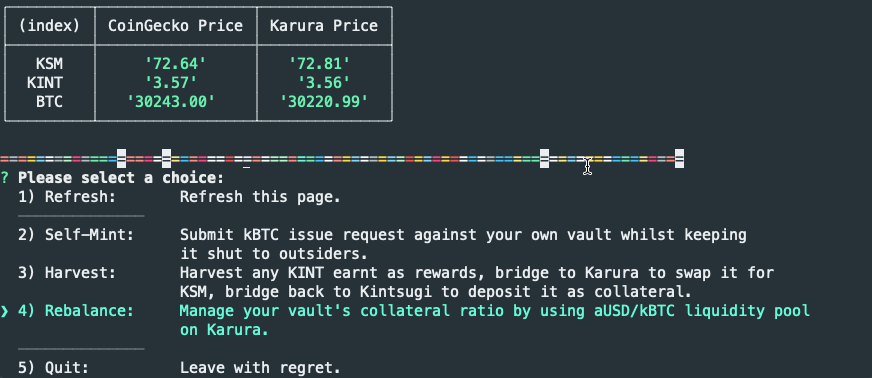 (index) CoinGecko Price Karura Price
KSM '72.64' '72.81'
KINT '3.57' '3.56'
BTC '30243.00' '30220.99'
===========================================================================
? Please select a choice:
1) Refresh: Refresh this page.
──────────────
2) Self-Mint: Submit kBTC issue request against your own vault whilst keeping
it shut to outsiders.
3) Harvest: Harvest any KINT earnt as rewards, bridge to Karura to swap it for
KSM, bridge back to Kintsugi to deposit it as collateral.
❯ 4) Rebalance: Manage your vault's collateral ratio by using aUSD/kBTC liquidity pool
on Karura.
──────────────
5) Quit: Leave with regret.